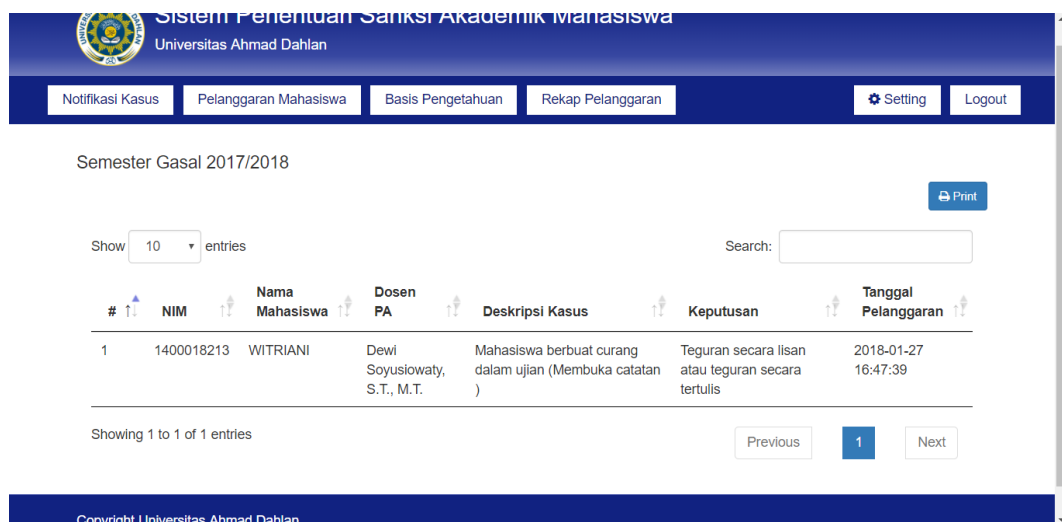 Sistem Penentuan Sanksi Akademik Mahasiswa
Universitas Ahmad Dahlan
Notifikasi Kasus Pelanggaran Mahasiswa Basis Pengetahuan Rekap Pelanggaran Setting Logout
Semester Gasal 2017/2018
Print
Show 10 entries Search:
# NIM Nama Mahasiswa Dosen PA Deskripsi Kasus Keputusan Tanggal Pelanggaran
1 1400018213 WITRIANI Dewi Soyusiowaty, S.T., M.T. Mahasiswa berbuat curang dalam ujian (Membuka catatan ) Teguran secara lisan atau teguran secara tertulis 2018-01-27 16:47:39
Showing 1 to 1 of 1 entries Previous 1 Next
Copyright Universitas Ahmad Dahlan